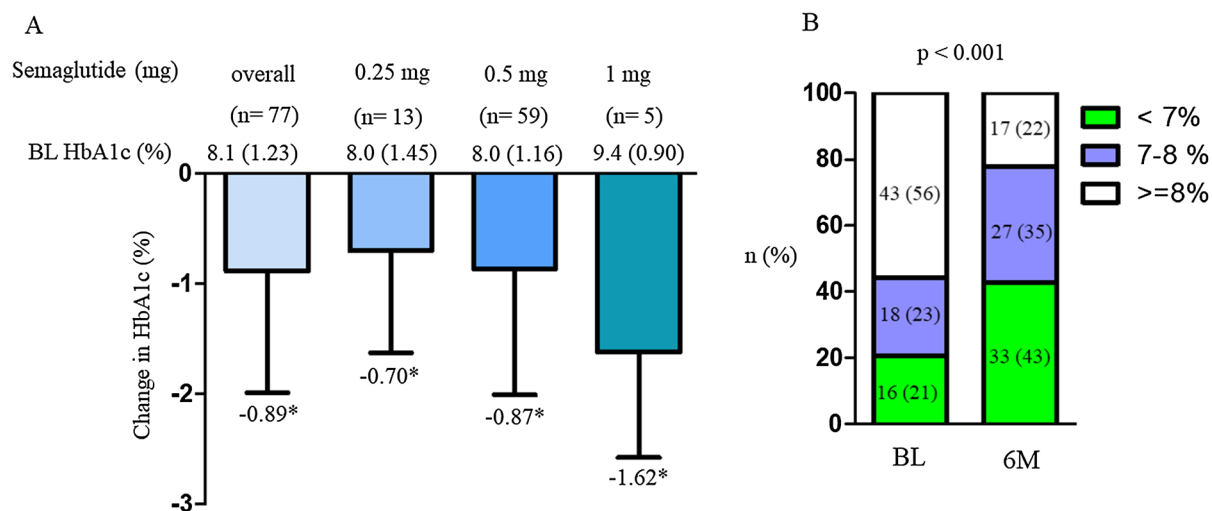 A
Semaglutide (mg) overall 0.25 mg 0.5 mg 1 mg
(n= 77) (n= 13) (n= 59) (n= 5)
BL HbA1c (%) 8.1 (1.23) 8.0 (1.45) 8.0 (1.16) 9.4 (0.90)
Change in HbA1c (%)
0
-1
-2
-3
-0.89*
-0.70*
-0.87*
-1.62*
B
p < 0.001
n (%)
100
80
60
40
20
0
43 (56)
18 (23)
16 (21)
17 (22)
27 (35)
33 (43)
BL 6M
< 7%
7-8 %
>=8%